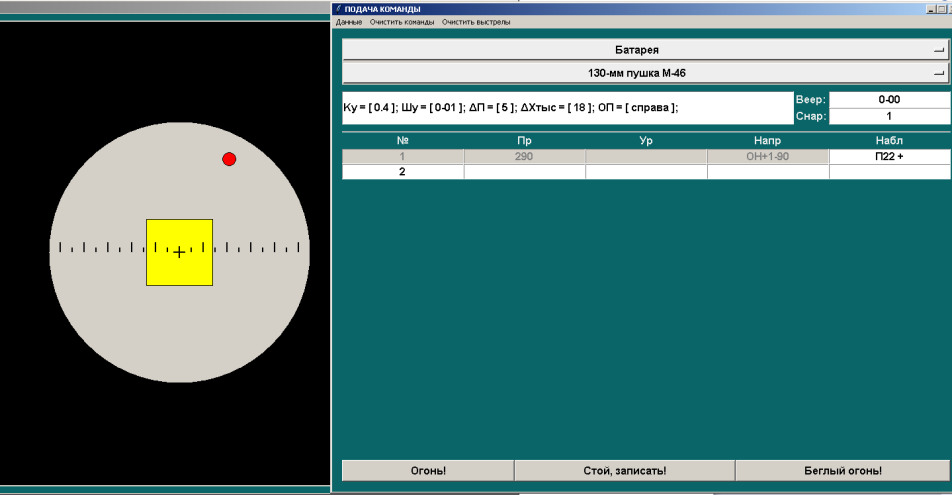 ПОДАЧА КОМАНДЫ
Данные Очистить команды Очистить выстрелы
Батарея
130-мм пушка М-46
Ку = [ 0.4 ]; Шу = [ 0-01 ]; ΔП = [ 5 ]; ΔХтыс = [ 18 ]; ОП = [ справа ];
Веер: 0-00
Снар: 1
№ Пр Ур Напр Набл
1 290 ОН+1-90 П22 +
2
Огонь! Стой, записать! Беглый огонь!